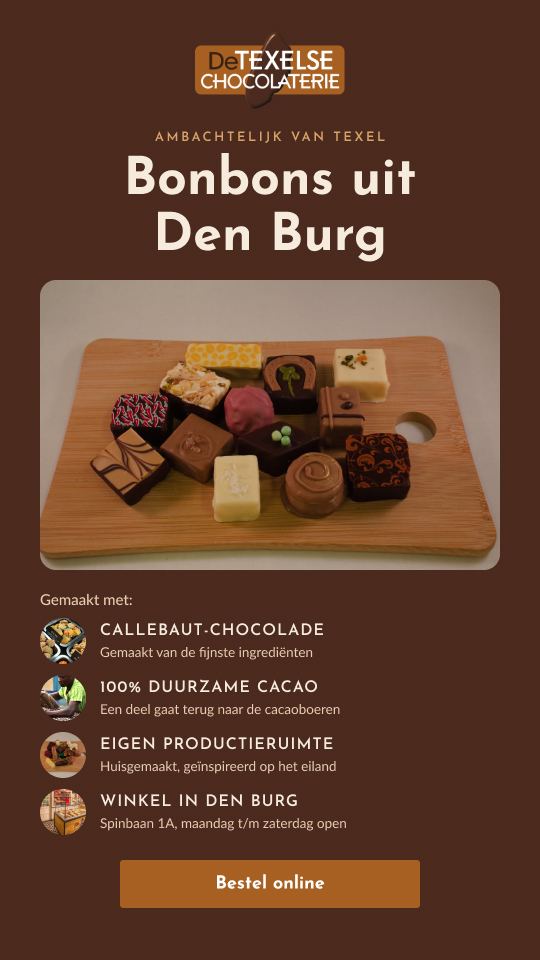 DeTEXELSE
CHOCOLATERIE
AMBACHTELIJK VAN TEXEL
Bonbons uit
Den Burg
Gemaakt met:
CALLEBAUT-CHOCOLADE
Gemaakt van de fijnste ingrediënten
100% DUURZAME CACAO
Een deel gaat terug naar de cacaoboeren
EIGEN PRODUCTIERUIMTE
Huisgemaakt, geïnspireerd op het eiland
WINKEL IN DEN BURG
Spinbaan 1A, maandag t/m zaterdag open
Bestel online